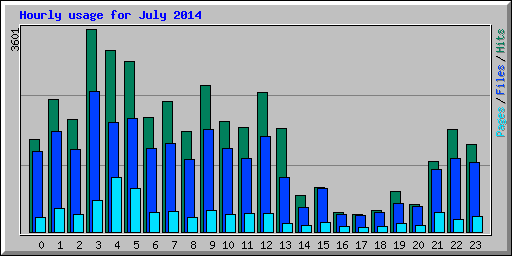 Hourly usage for July 2014
3601
Pages/Files/Hits
0 1 2 3 4 5 6 7 8 9 10 11 12 13 14 15 16 17 18 19 20 21 22 23